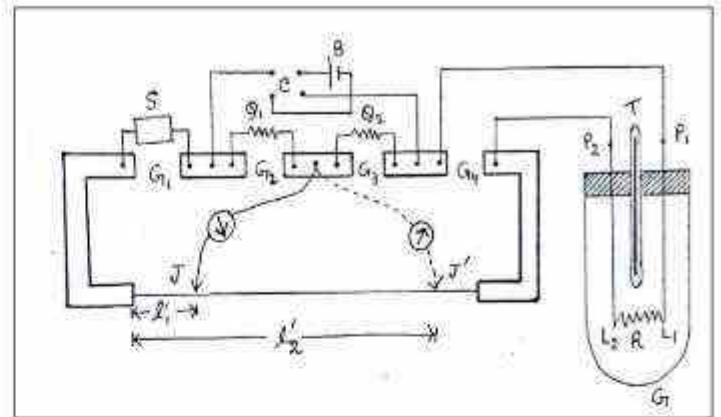 B
S
C
Q₁
Q₂
T
P₂
P₁
G₁
G₂
G₃
G₄
J
J'
l'₁
l'₂
L₂
R
L₁
G